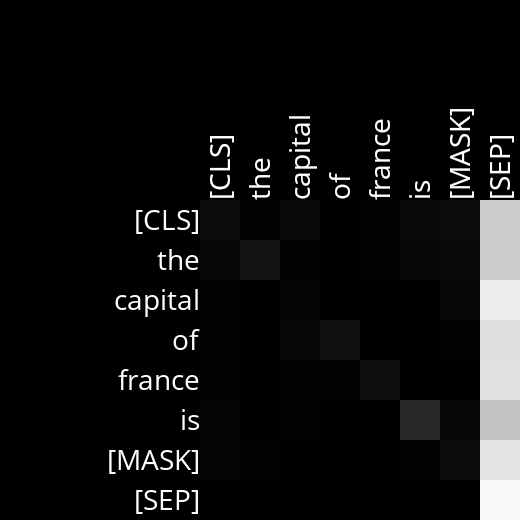 [CLS] the capital of france is [MASK] [SEP]
[CLS]
the
capital
of
france
is
[MASK]
[SEP]